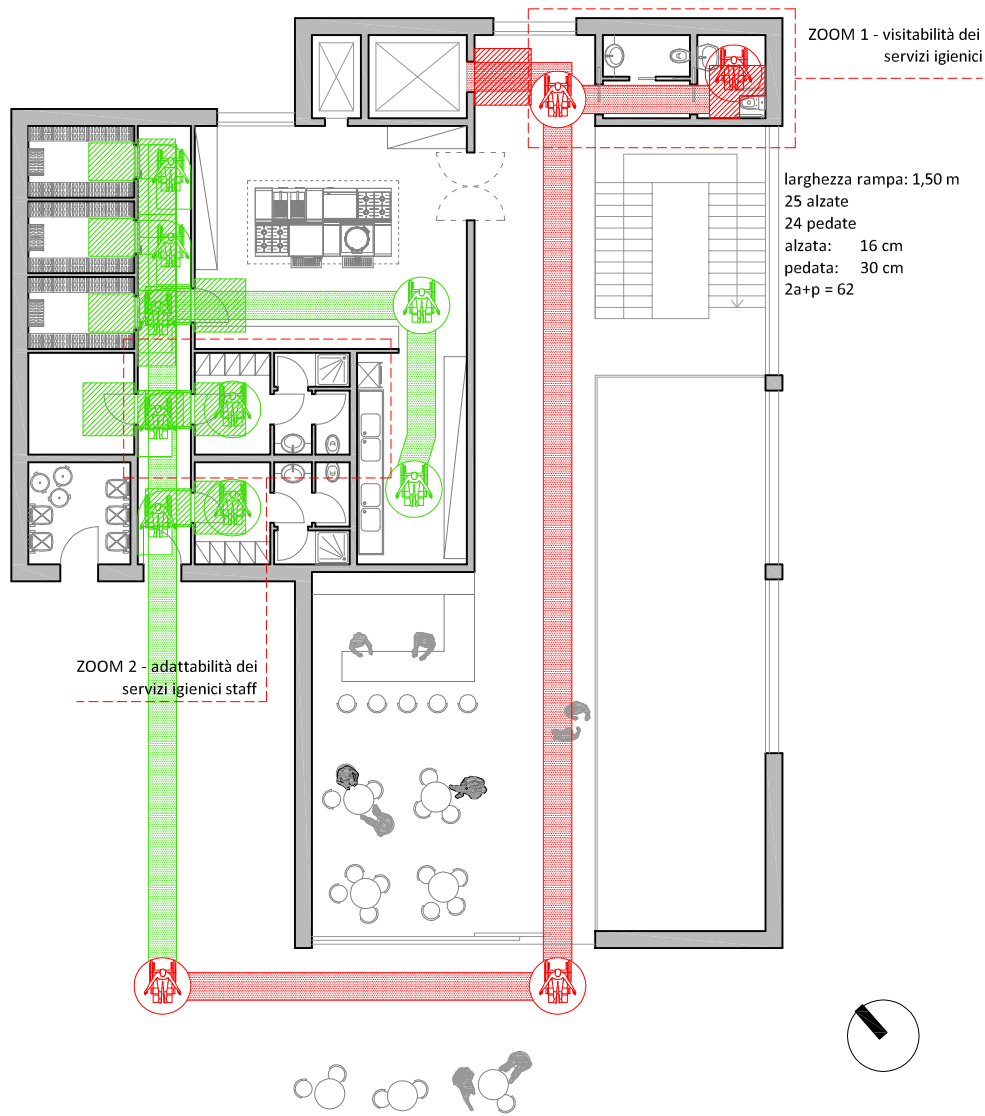 ZOOM 1 - visitabilità dei
servizi igienici
larghezza rampa: 1,50 m
25 alzate
24 pedate
alzata: 16 cm
pedata: 30 cm
2a+p = 62
ZOOM 2 - adattabilità dei
servizi igienici staff